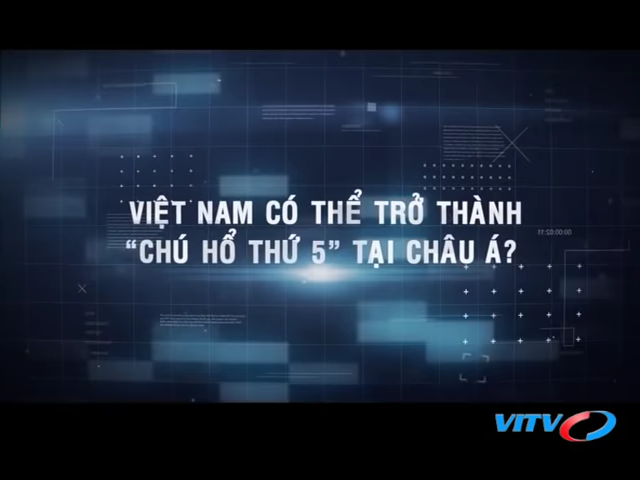 VIỆT NAM CÓ THỂ TRỞ THÀNH
“CHÚ HỔ THỨ 5” TẠI CHÂU Á?
VITV